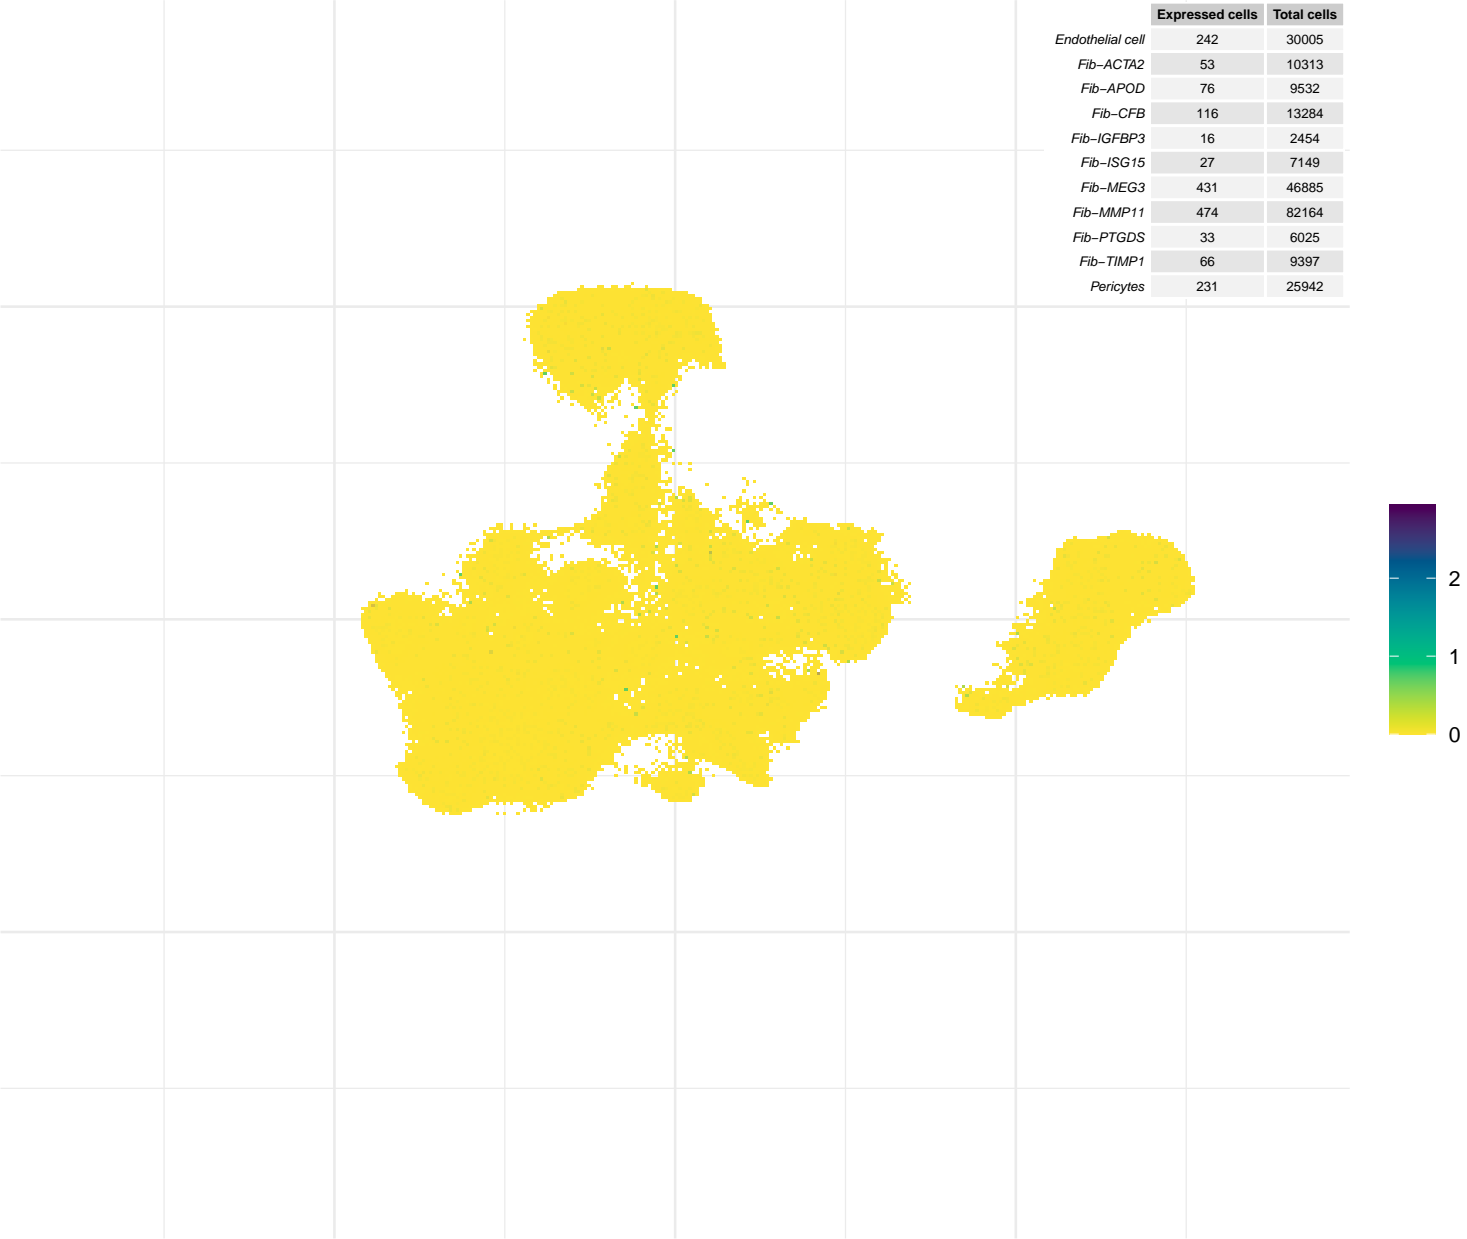 Expressed cells Total cells
Endothelial cell 242 30005
Fib−ACTA2 53 10313
Fib−APOD 76 9532
Fib−CFB 116 13284
Fib−IGFBP3 16 2454
Fib−ISG15 27 7149
Fib−MEG3 431 46885
Fib−MMP11 474 82164
Fib−PTGDS 33 6025
Fib−TIMP1 66 9397
Pericytes 231 25942
2
1
0